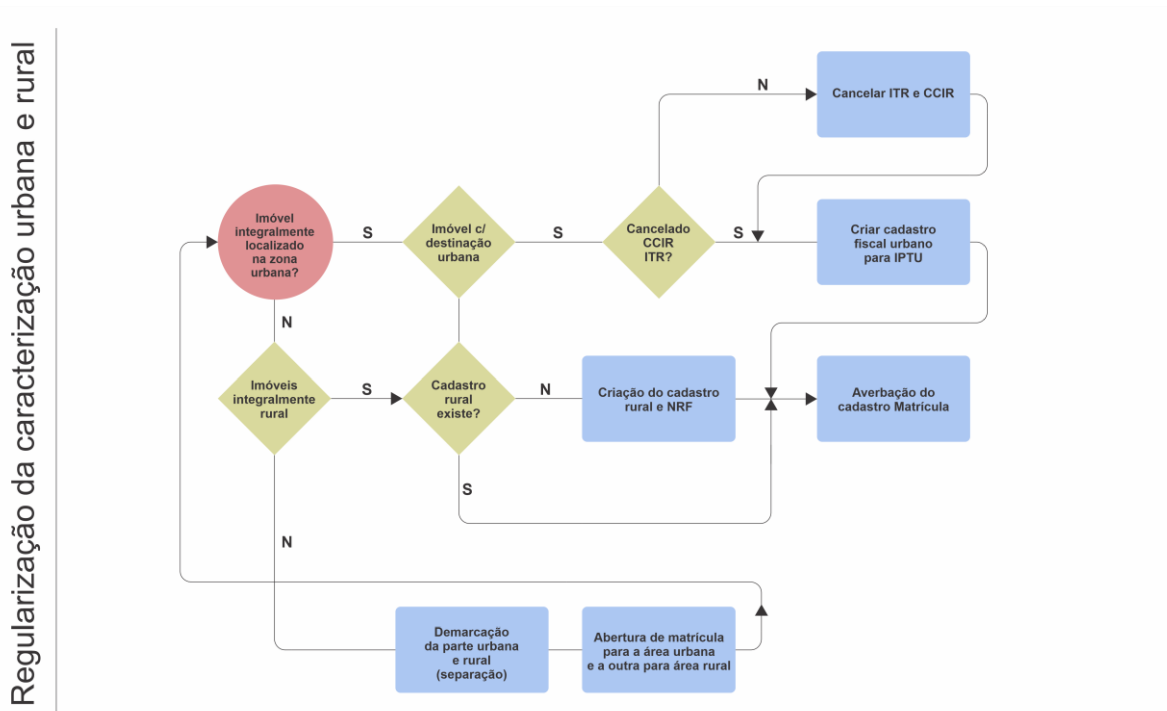 Regularização da caracterização urbana e rural
N
Cancelar ITR e CCIR
Imóvel
integralmente
localizado
na zona
urbana?
S
Imóvel c/
destinação
urbana
S
Cancelado
CCIR
ITR?
S
Criar cadastro
fiscal urbano
para IPTU
N
Imóveis
integralmente
rural
S
Cadastro
rural
existe?
N
Criação do cadastro
rural e NRF
Averbação do
cadastro Matrícula
S
N
Demarcação
da parte urbana
e rural
(separação)
Abertura de matrícula
para a área urbana
e a outra para área rural